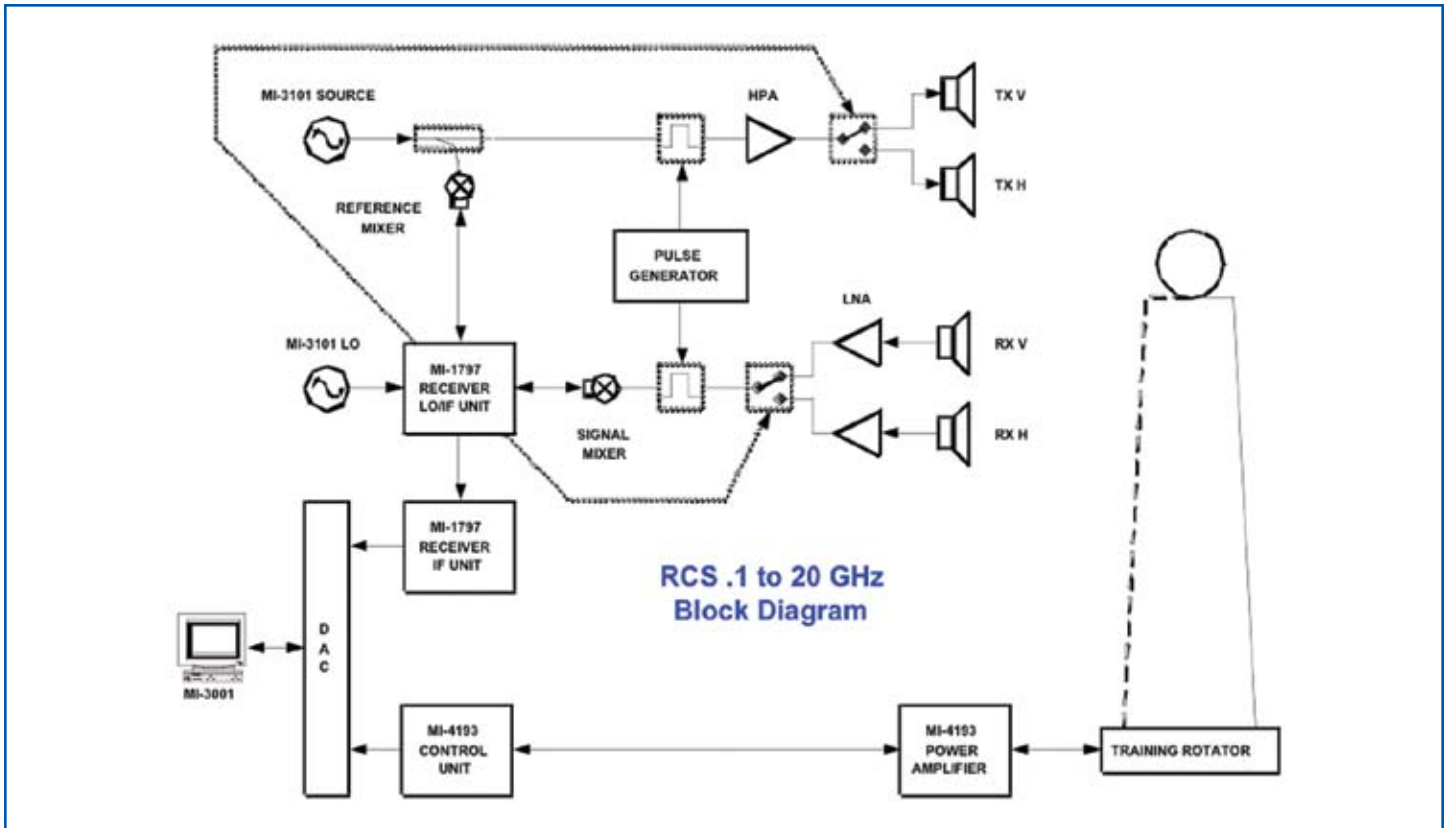 MI-3101 SOURCE
HPA
TX V
TX H
REFERENCE
MIXER
PULSE
GENERATOR
LNA
MI-3101 LO
MI-1797
RECEIVER
LO/IF UNIT
RX V
SIGNAL
MIXER
RX H
MI-1797
RECEIVER
IF UNIT
RCS .1 to 20 GHz
Block Diagram
D
A
C
MI-3001
MI-4193
CONTROL
UNIT
MI-4193
POWER
AMPLIFIER
TRAINING ROTATOR